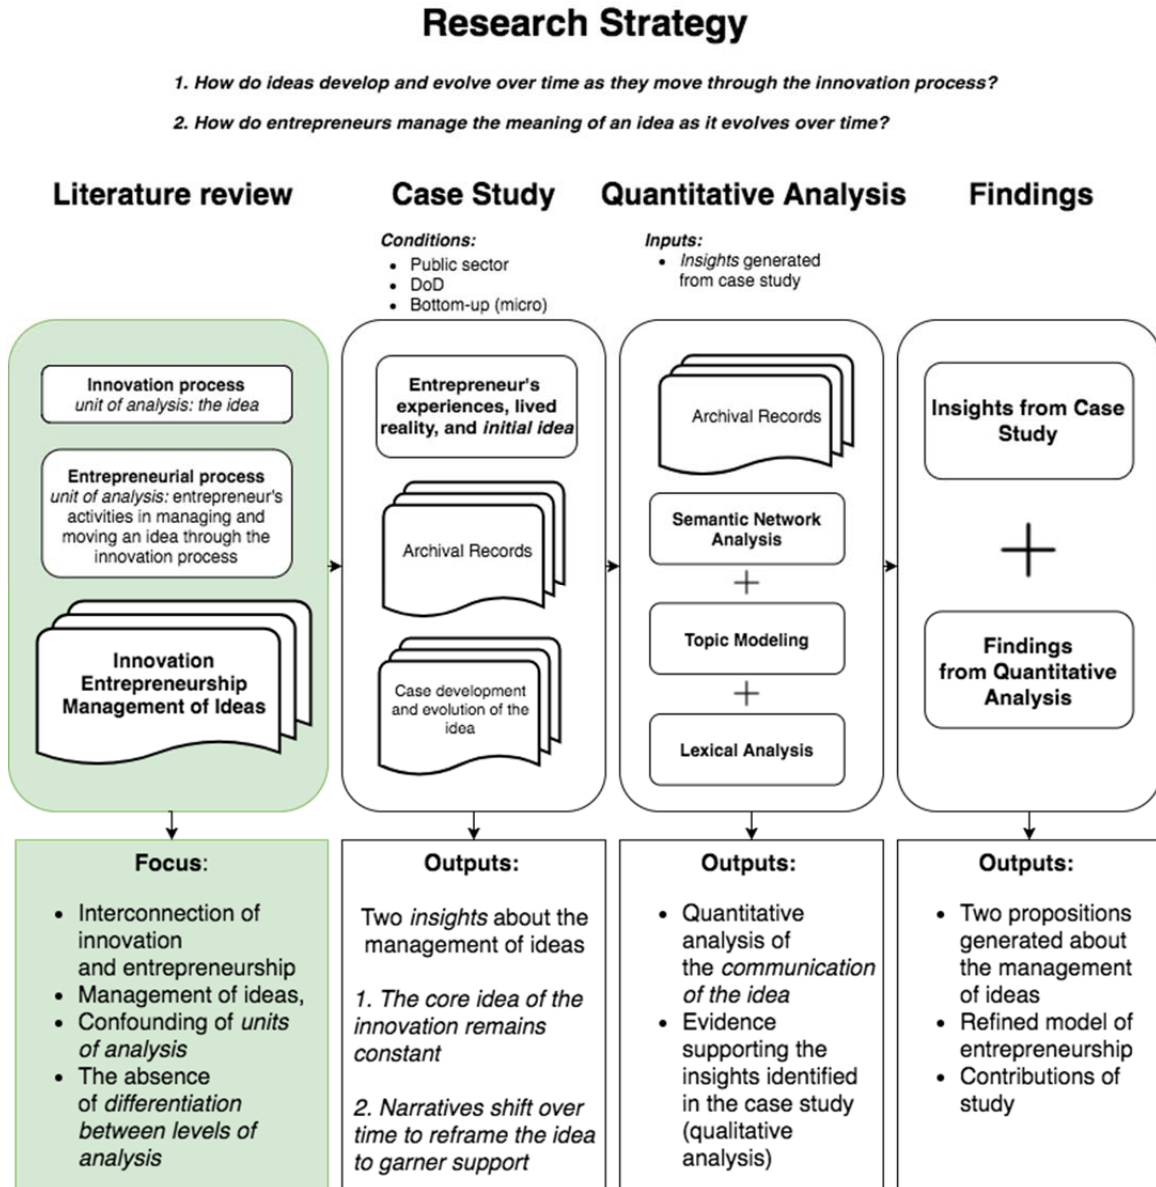 Research Strategy
1. How do ideas develop and evolve over time as they move through the innovation process?
2. How do entrepreneurs manage the meaning of an idea as it evolves over time?
Literature review
Innovation process
unit of analysis: the idea
Entrepreneurial process
unit of analysis: entrepreneur's
activities in managing and
moving an idea through the
innovation process
Innovation
Entrepreneurship
Management of Ideas
Focus:
• Interconnection of
innovation
and entrepreneurship
• Management of ideas,
• Confounding of units
of analysis
• The absence
of differentiation
between levels of
analysis
Case Study
Conditions:
• Public sector
• DoD
• Bottom-up (micro)
Entrepreneur's
experiences, lived
reality, and initial idea
Archival Records
Case development
and evolution of the
idea
Outputs:
Two insights about the
management of ideas
1. The core idea of the
innovation remains
constant
2. Narratives shift over
time to reframe the idea
to garner support
Quantitative Analysis
Inputs:
• Insights generated
from case study
Archival Records
Semantic Network
Analysis
+
Topic Modeling
+
Lexical Analysis
Outputs:
• Quantitative
analysis of
the communication
of the idea
• Evidence
supporting the
insights identified
in the case study
(qualitative
analysis)
Findings
Insights from Case
Study
+
Findings
from Quantitative
Analysis
Outputs:
• Two propositions
generated about
the management
of ideas
• Refined model of
entrepreneurship
• Contributions of
study